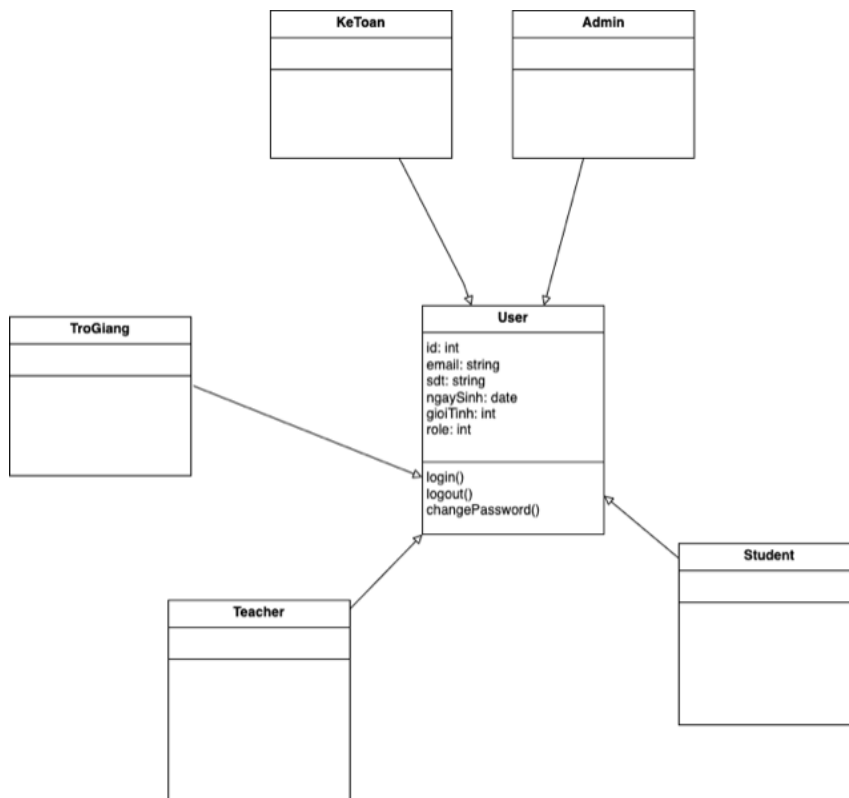 KeToan
Admin
TroGiang
User
id: int
email: string
sdt: string
ngaySinh: date
gioiTinh: int
role: int
login()
logout()
changePassword()
Student
Teacher